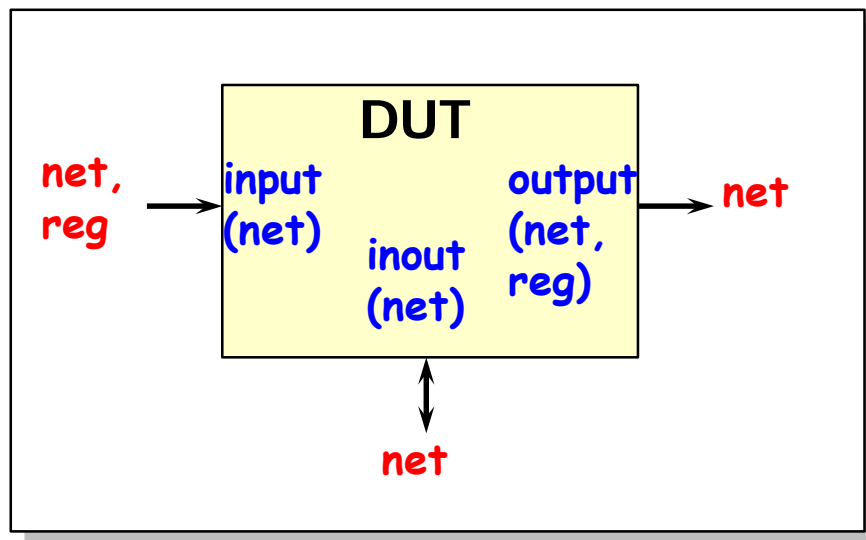 DUT
net,
reg
input
(net)
inout
(net)
output
(net,
reg)
net
net